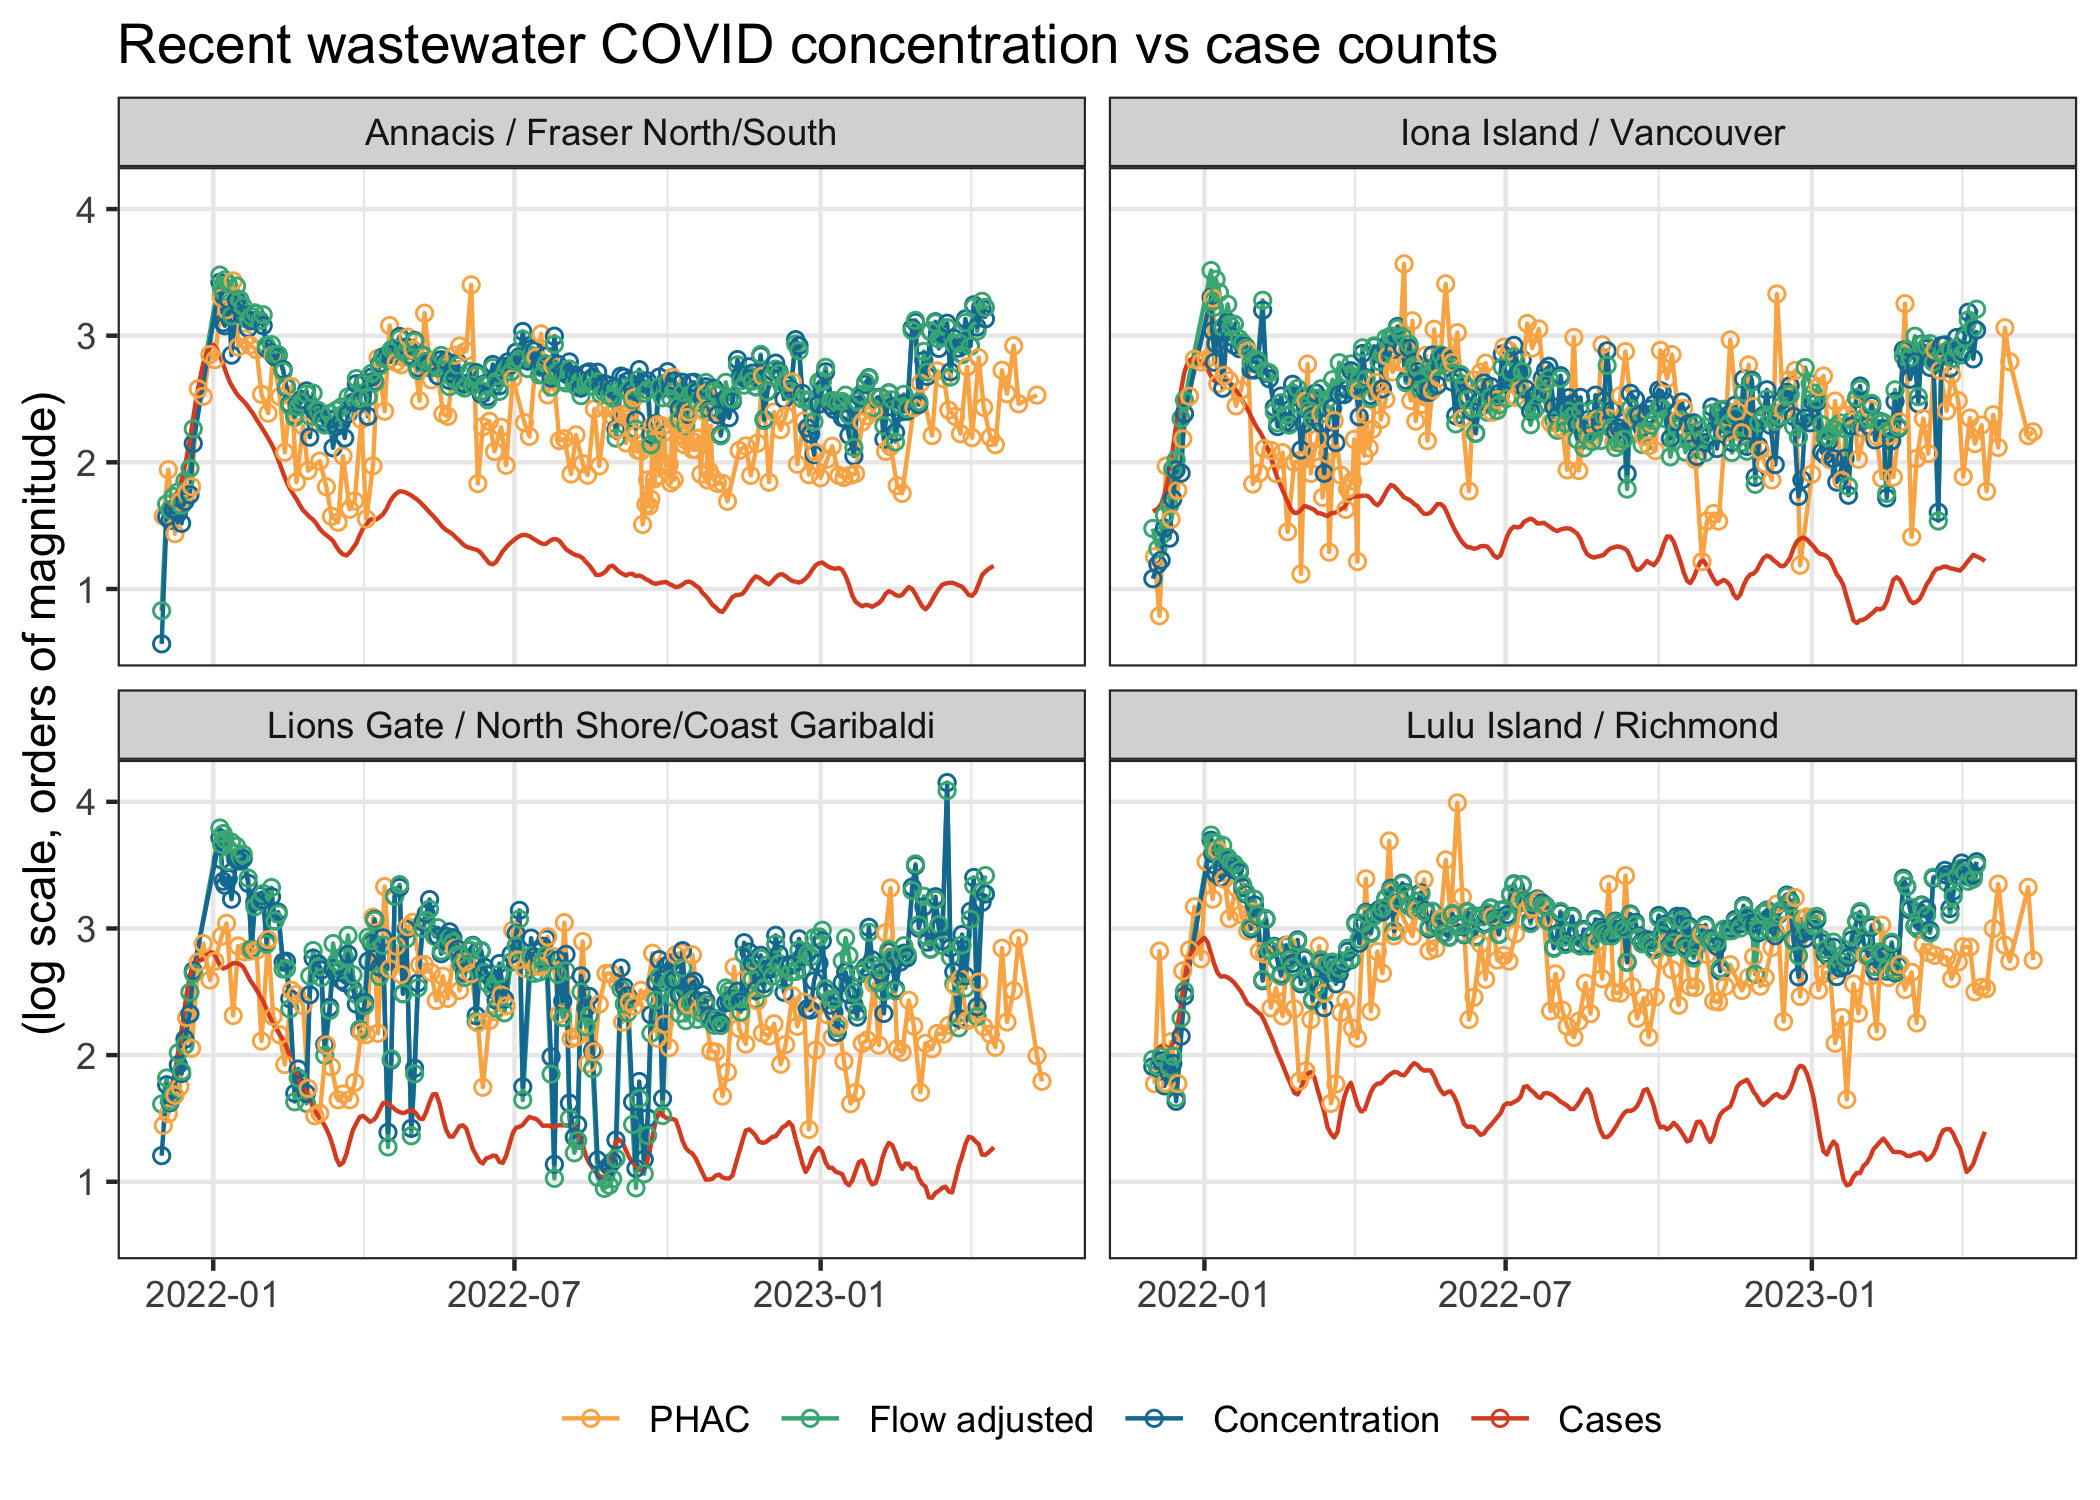 Recent wastewater COVID concentration vs case counts
(log scale, orders of magnitude)
Annacis / Fraser North/South
Iona Island / Vancouver
4
3
2
1
Lions Gate / North Shore/Coast Garibaldi
Lulu Island / Richmond
4
3
2
1
2022-01
2022-07
2023-01
2022-01
2022-07
2023-01
PHAC
Flow adjusted
Concentration
Cases